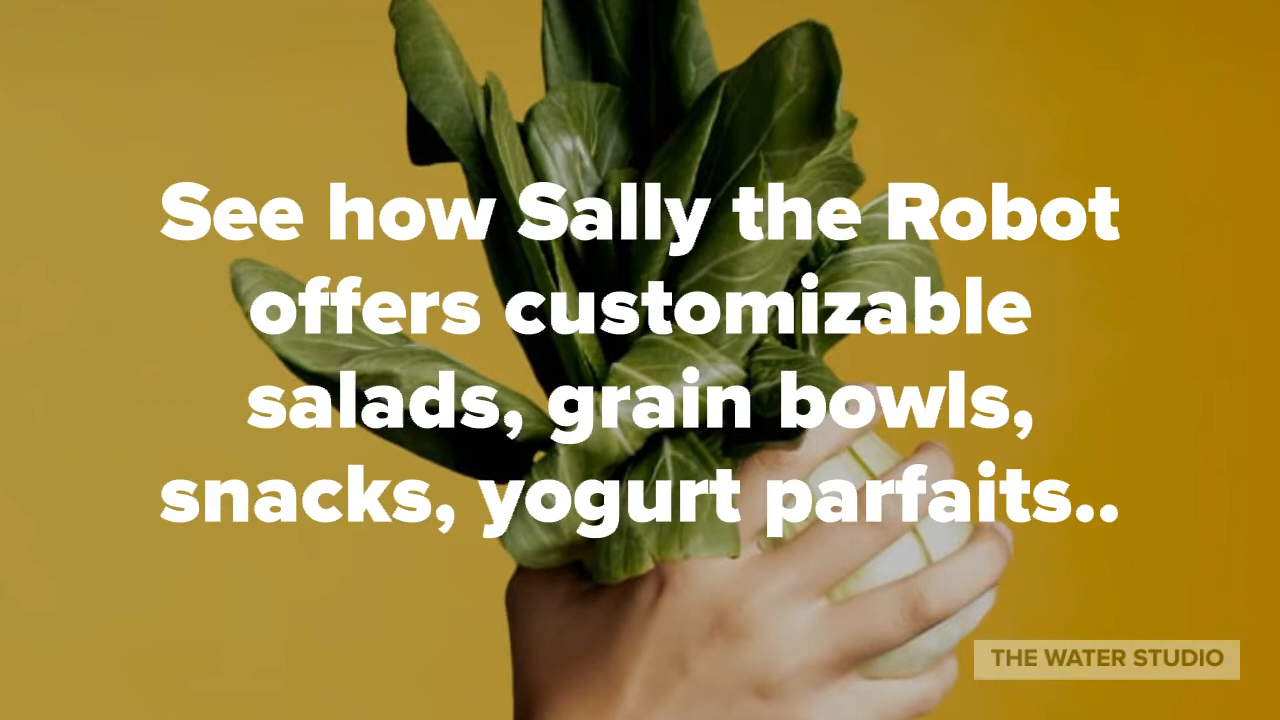 See how Sally the Robot
offers customizable
salads, grain bowls,
snacks, yogurt parfaits..
THE WATER STUDIO